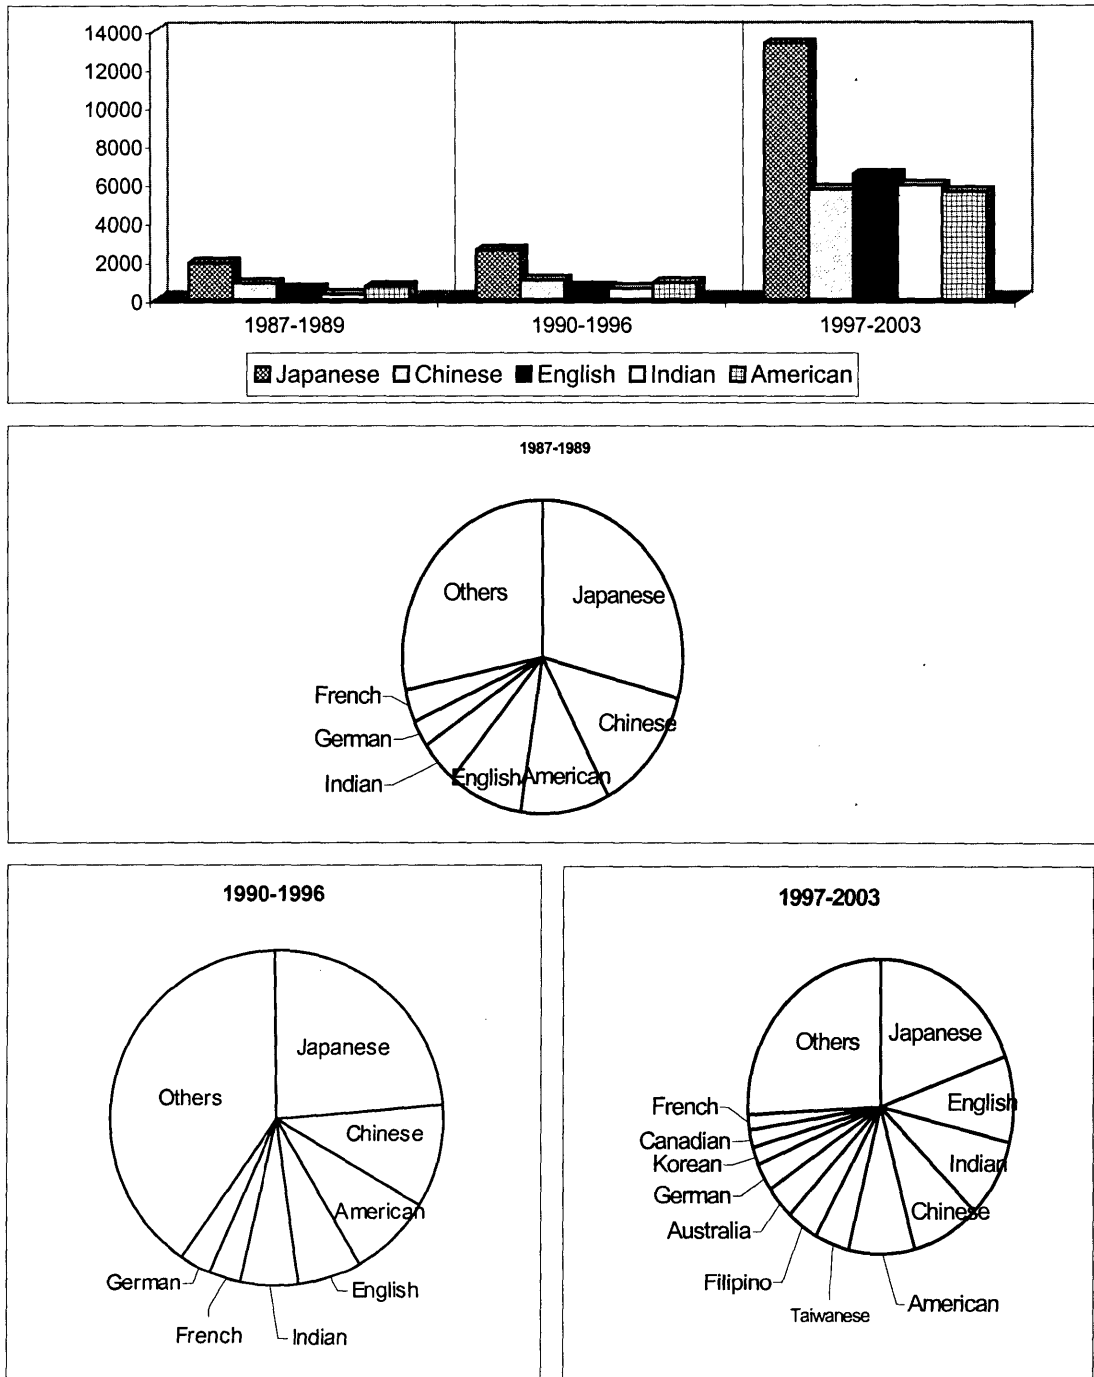 14000
12000
10000
8000
6000
4000
2000
0
1987-1989 1990-1996 1997-2003
Japanese Chinese English Indian American
1987-1989
Others Japanese
French
Chinese
German
Indian English American
1990-1996
Japanese
Others
Chinese
American
German English
French Indian
1997-2003
Others Japanese
French English
Canadian
Korean Indian
German
Chinese
Australia
Filipino
American
Taiwanese